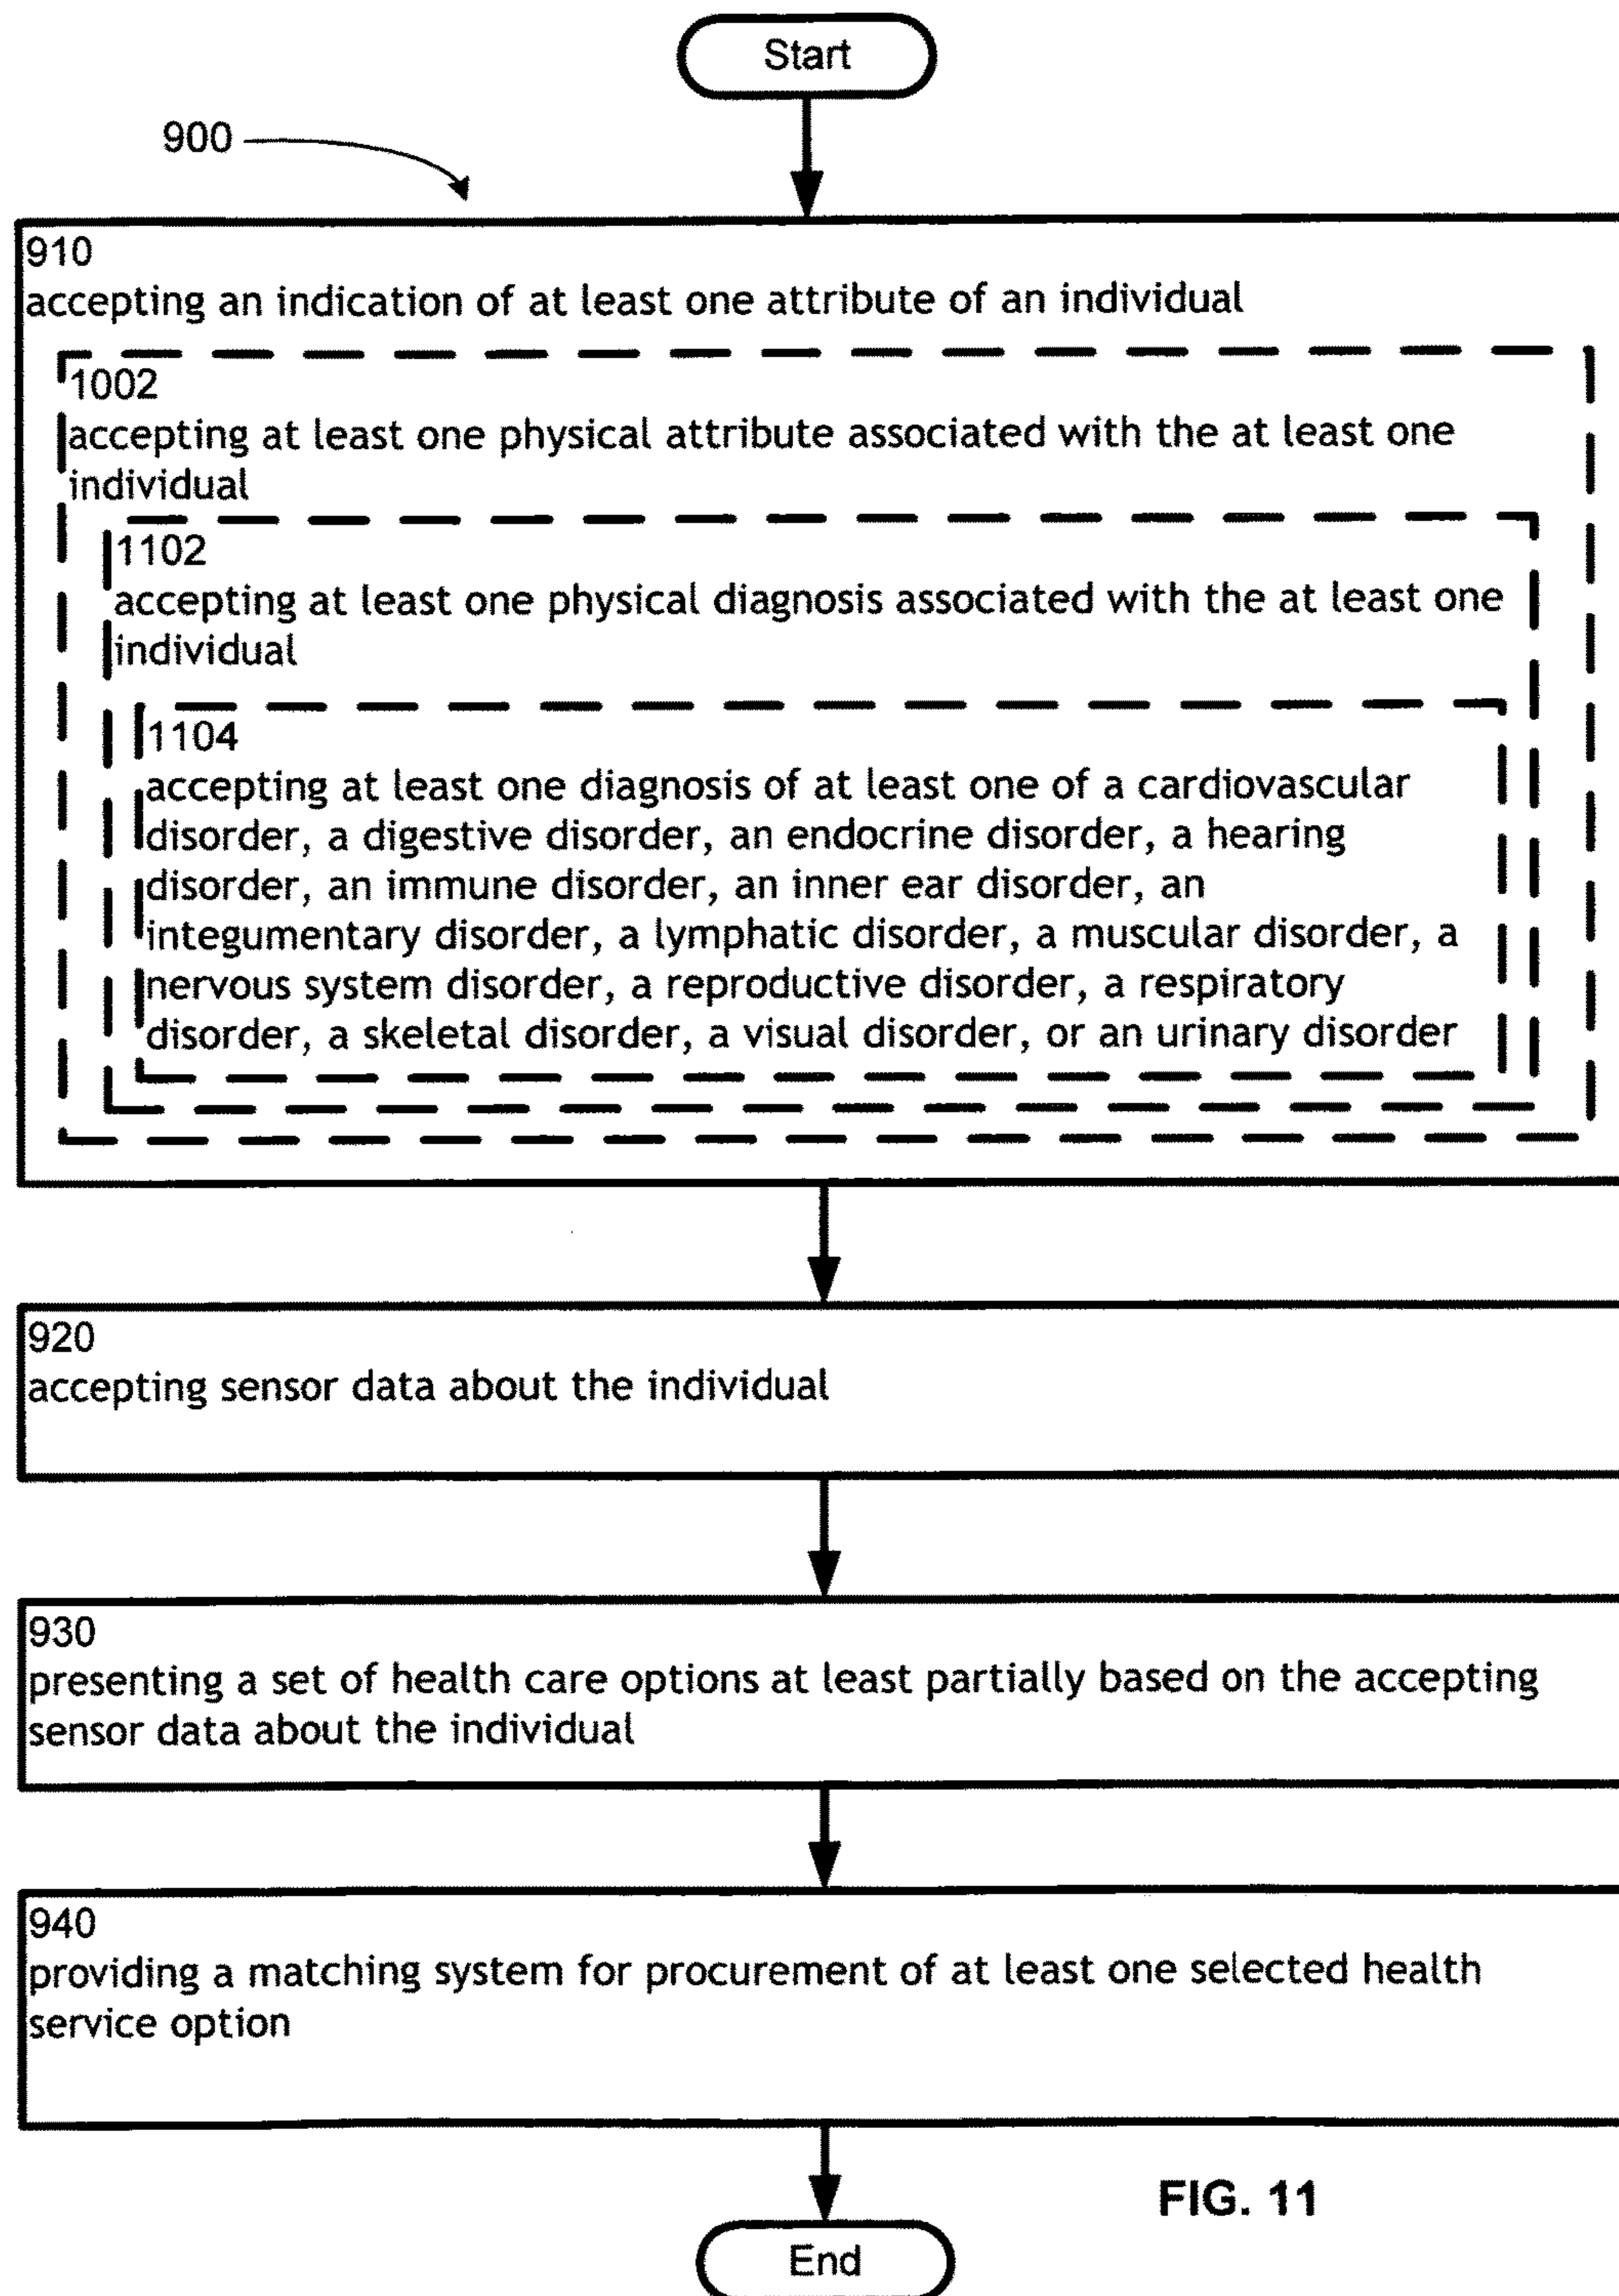 Start
900
910
accepting an indication of at least one attribute of an individual
1002
accepting at least one physical attribute associated with the at least one
individual
1102
accepting at least one physical diagnosis associated with the at least one
individual
1104
accepting at least one diagnosis of at least one of a cardiovascular
disorder, a digestive disorder, an endocrine disorder, a hearing
disorder, an immune disorder, an inner ear disorder, an
integumentary disorder, a lymphatic disorder, a muscular disorder, a
nervous system disorder, a reproductive disorder, a respiratory
disorder, a skeletal disorder, a visual disorder, or an urinary disorder
920
accepting sensor data about the individual
930
presenting a set of health care options at least partially based on the accepting
sensor data about the individual
940
providing a matching system for procurement of at least one selected health
service option
FIG. 11
End